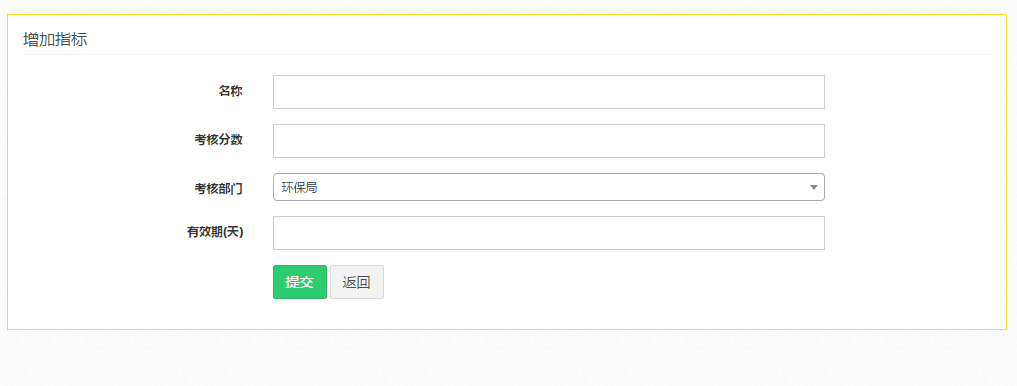 增加指标
名称
考核分数
考核部门
环保局
有效期(天)
提交 返回